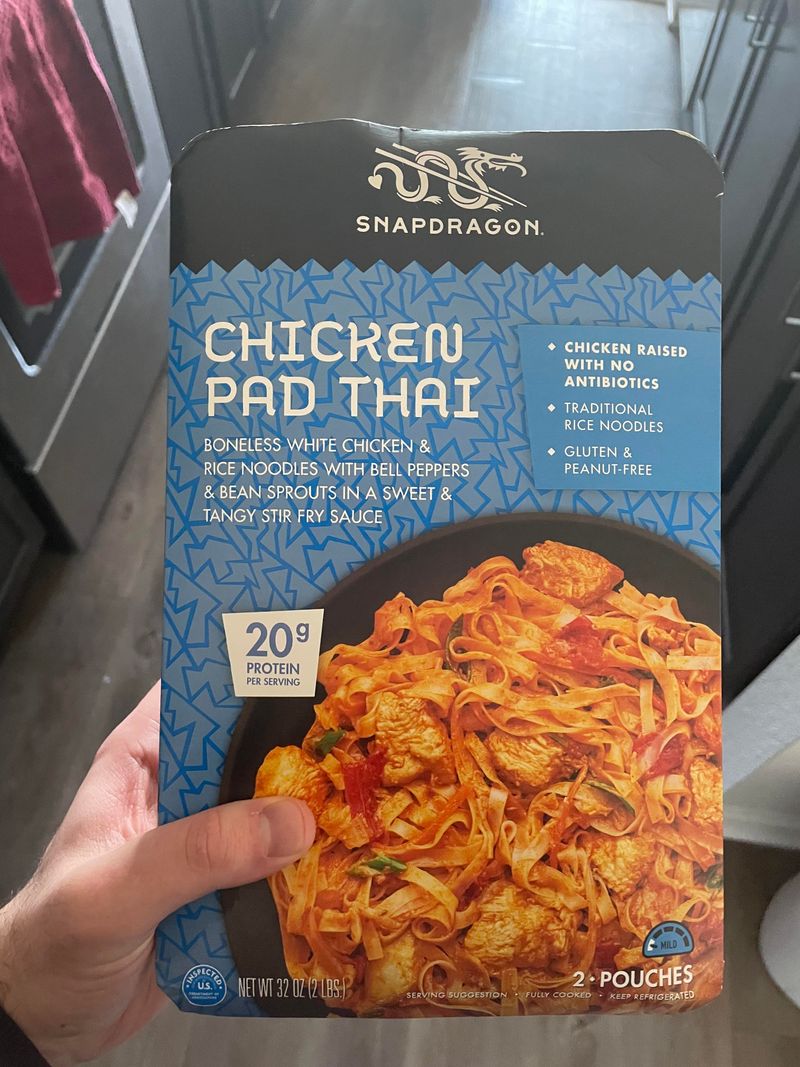 SNAPDRAGON.
CHICKEN
PAD THAI
BONELESS WHITE CHICKEN &
RICE NOODLES WITH BELL PEPPERS
& BEAN SPROUTS IN A SWEET &
TANGY STIR FRY SAUCE
CHICKEN RAISED
WITH NO
ANTIBIOTICS
TRADITIONAL
RICE NOODLES
GLUTEN &
PEANUT-FREE
20g
PROTEIN
PER SERVING
MILD
INSPECTED
U.S.
DEPARTMENT OF
NET WT 32 OZ (2 LBS.)
2 • POUCHES
SERVING SUGGESTION • FULLY COOKED • KEEP REFRIGERATED